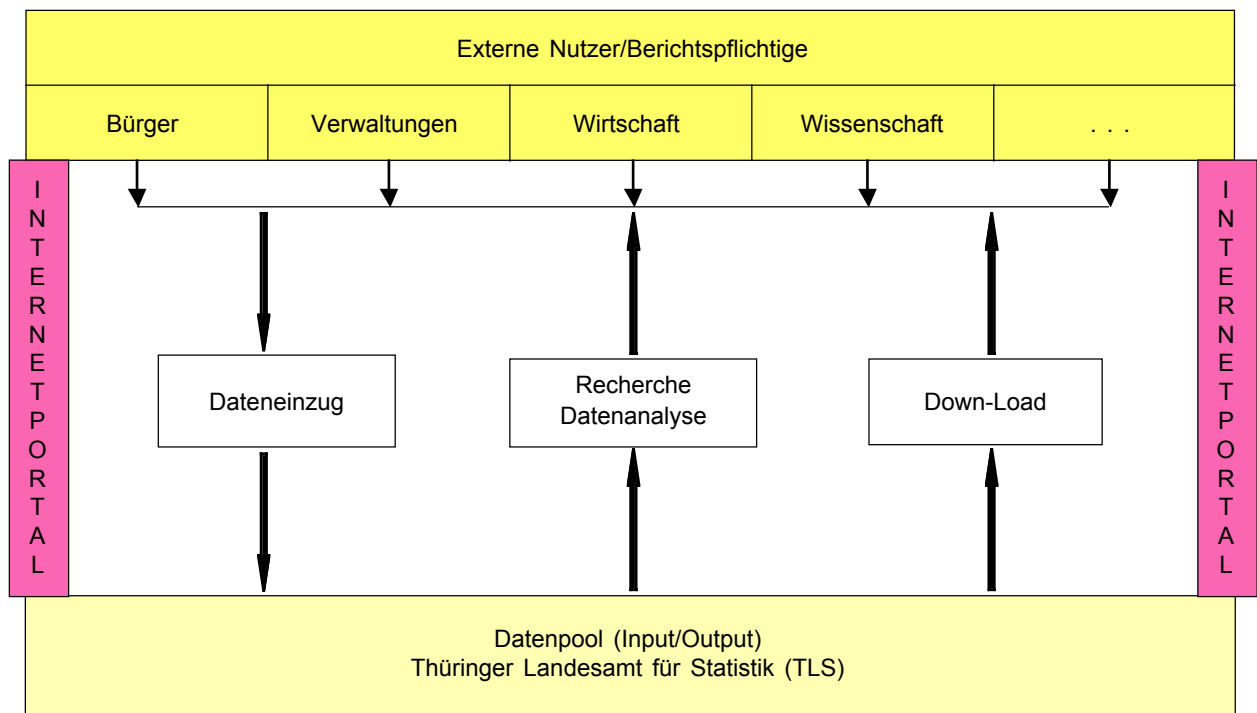 Externe Nutzer/Berichtspflichtige
Bürger
Verwaltungen
Wirtschaft
Wissenschaft
. . .
INTERNETPORTAL
INTERNETPORTAL
Dateneinzug
Recherche
Datenanalyse
Down-Load
Datenpool (Input/Output)
Thüringer Landesamt für Statistik (TLS)